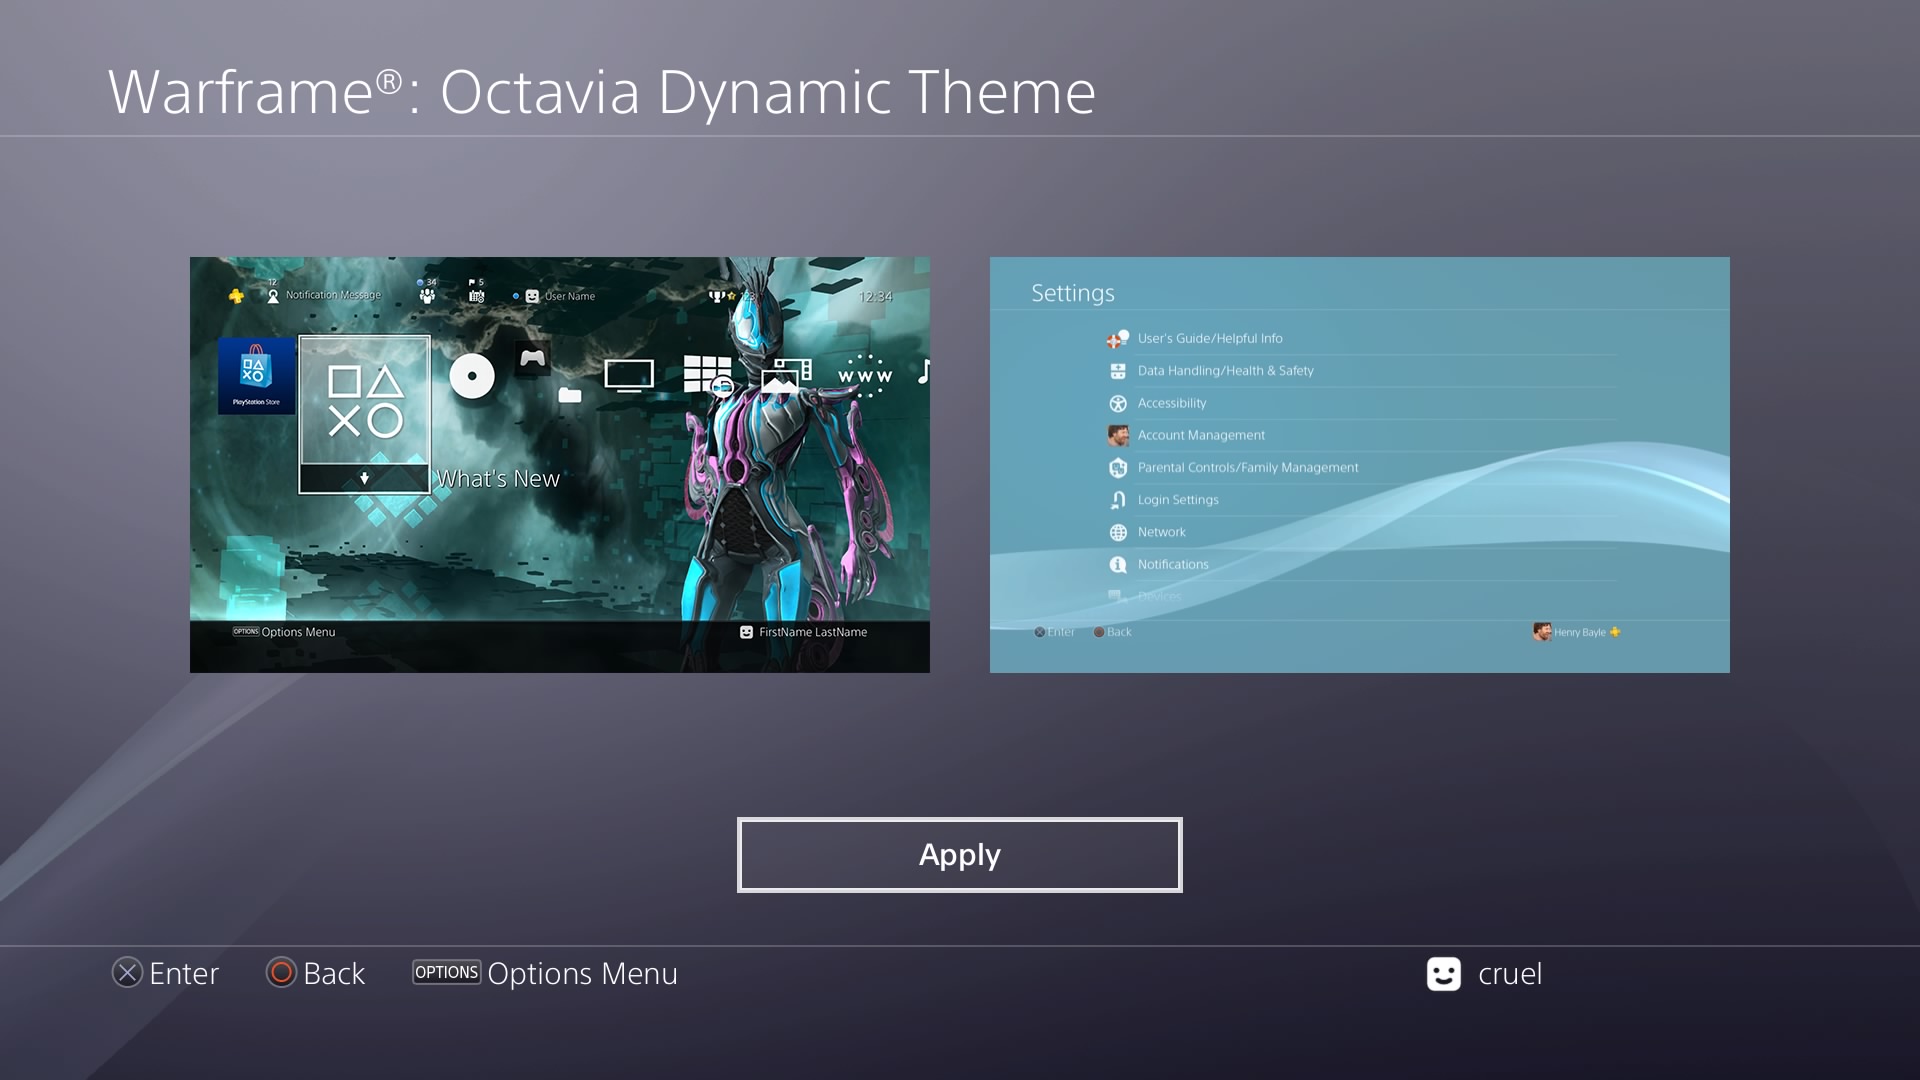 Warframe®: Octavia Dynamic Theme
12
Notification Message
34
5
User Name
12:34
PlayStation Store
What's New
WWW
OPTIONS Options Menu
FirstName LastName
Settings
User's Guide/Helpful Info
Data Handling/Health & Safety
Accessibility
Account Management
Parental Controls/Family Management
Login Settings
Network
Notifications
Devices
Enter
Back
Henry Bayle
Apply
Enter
Back
OPTIONS Options Menu
cruel